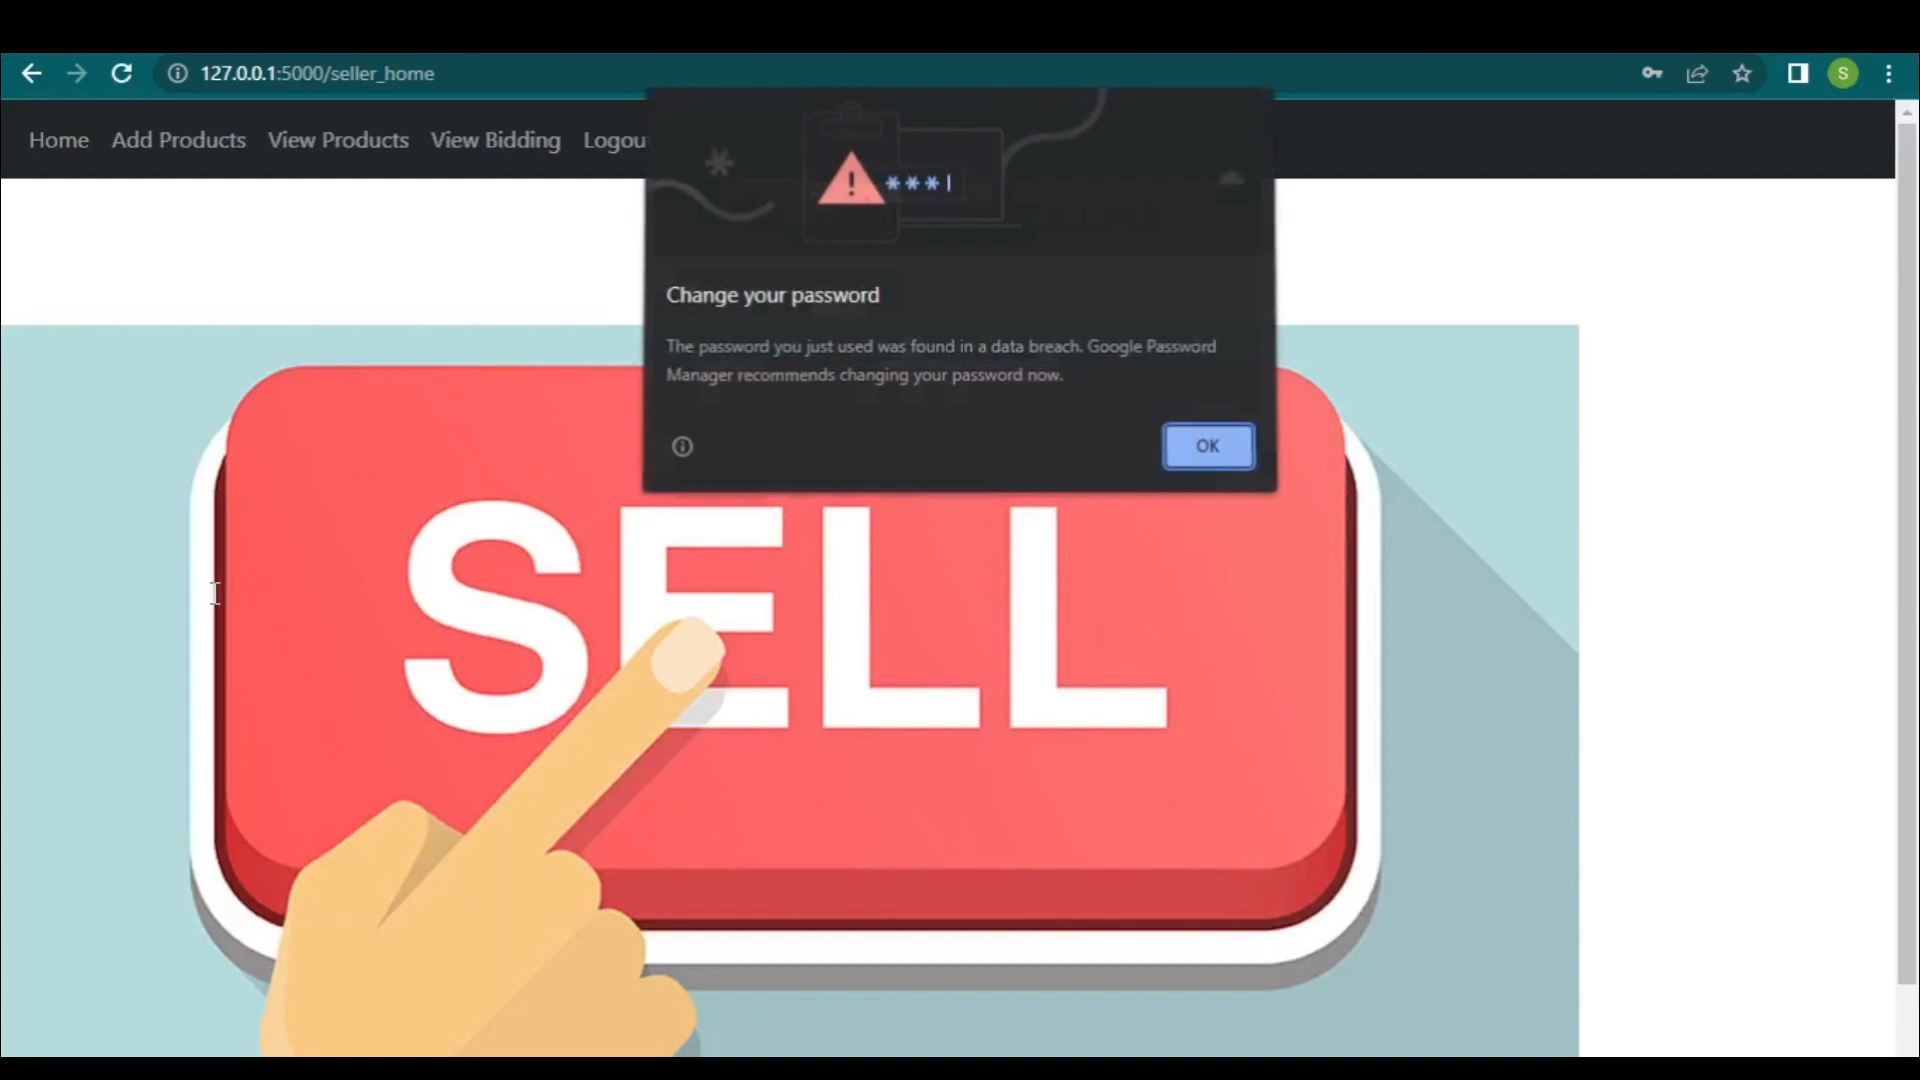 127.0.0.1:5000/seller_home
S
Home Add Products View Products View Bidding Logou
***|
Change your password
The password you just used was found in a data breach. Google Password
Manager recommends changing your password now.
OK
SELL